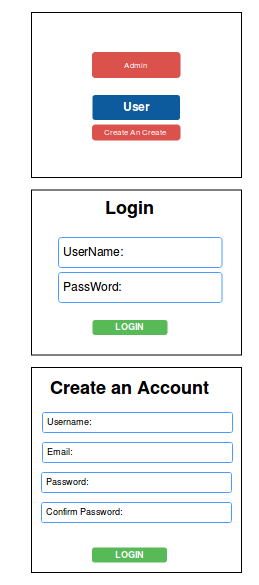 Admin
User
Create An Create
Login
UserName:
PassWord:
LOGIN
Create an Account
Username:
Email:
Password:
Confirm Password:
LOGIN